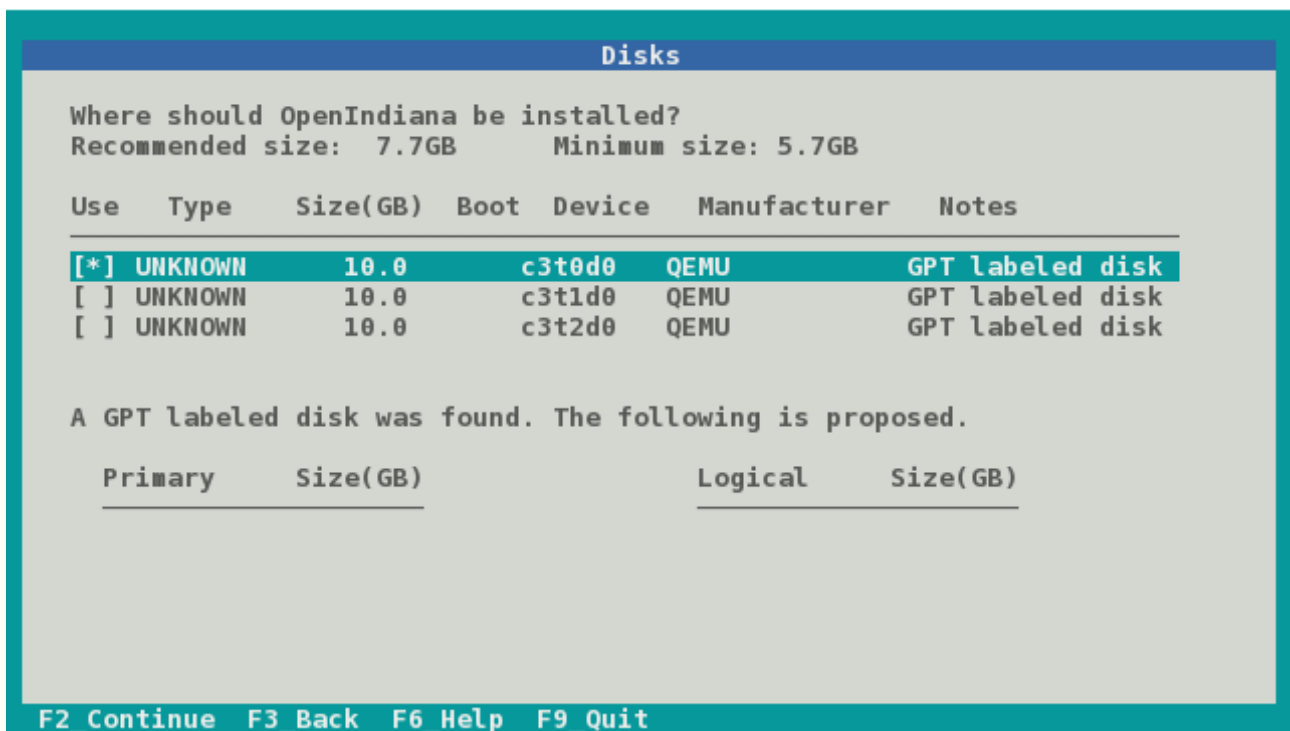 Disks
Where should OpenIndiana be installed?
Recommended size:  7.7GB      Minimum size: 5.7GB
Use   Type    Size(GB)  Boot  Device   Manufacturer   Notes
[*] UNKNOWN      10.0       c3t0d0   QEMU           GPT labeled disk
[ ] UNKNOWN      10.0       c3t1d0   QEMU           GPT labeled disk
[ ] UNKNOWN      10.0       c3t2d0   QEMU           GPT labeled disk
A GPT labeled disk was found. The following is proposed.
Primary     Size(GB)                 Logical     Size(GB)
F2 Continue  F3 Back  F6 Help  F9 Quit